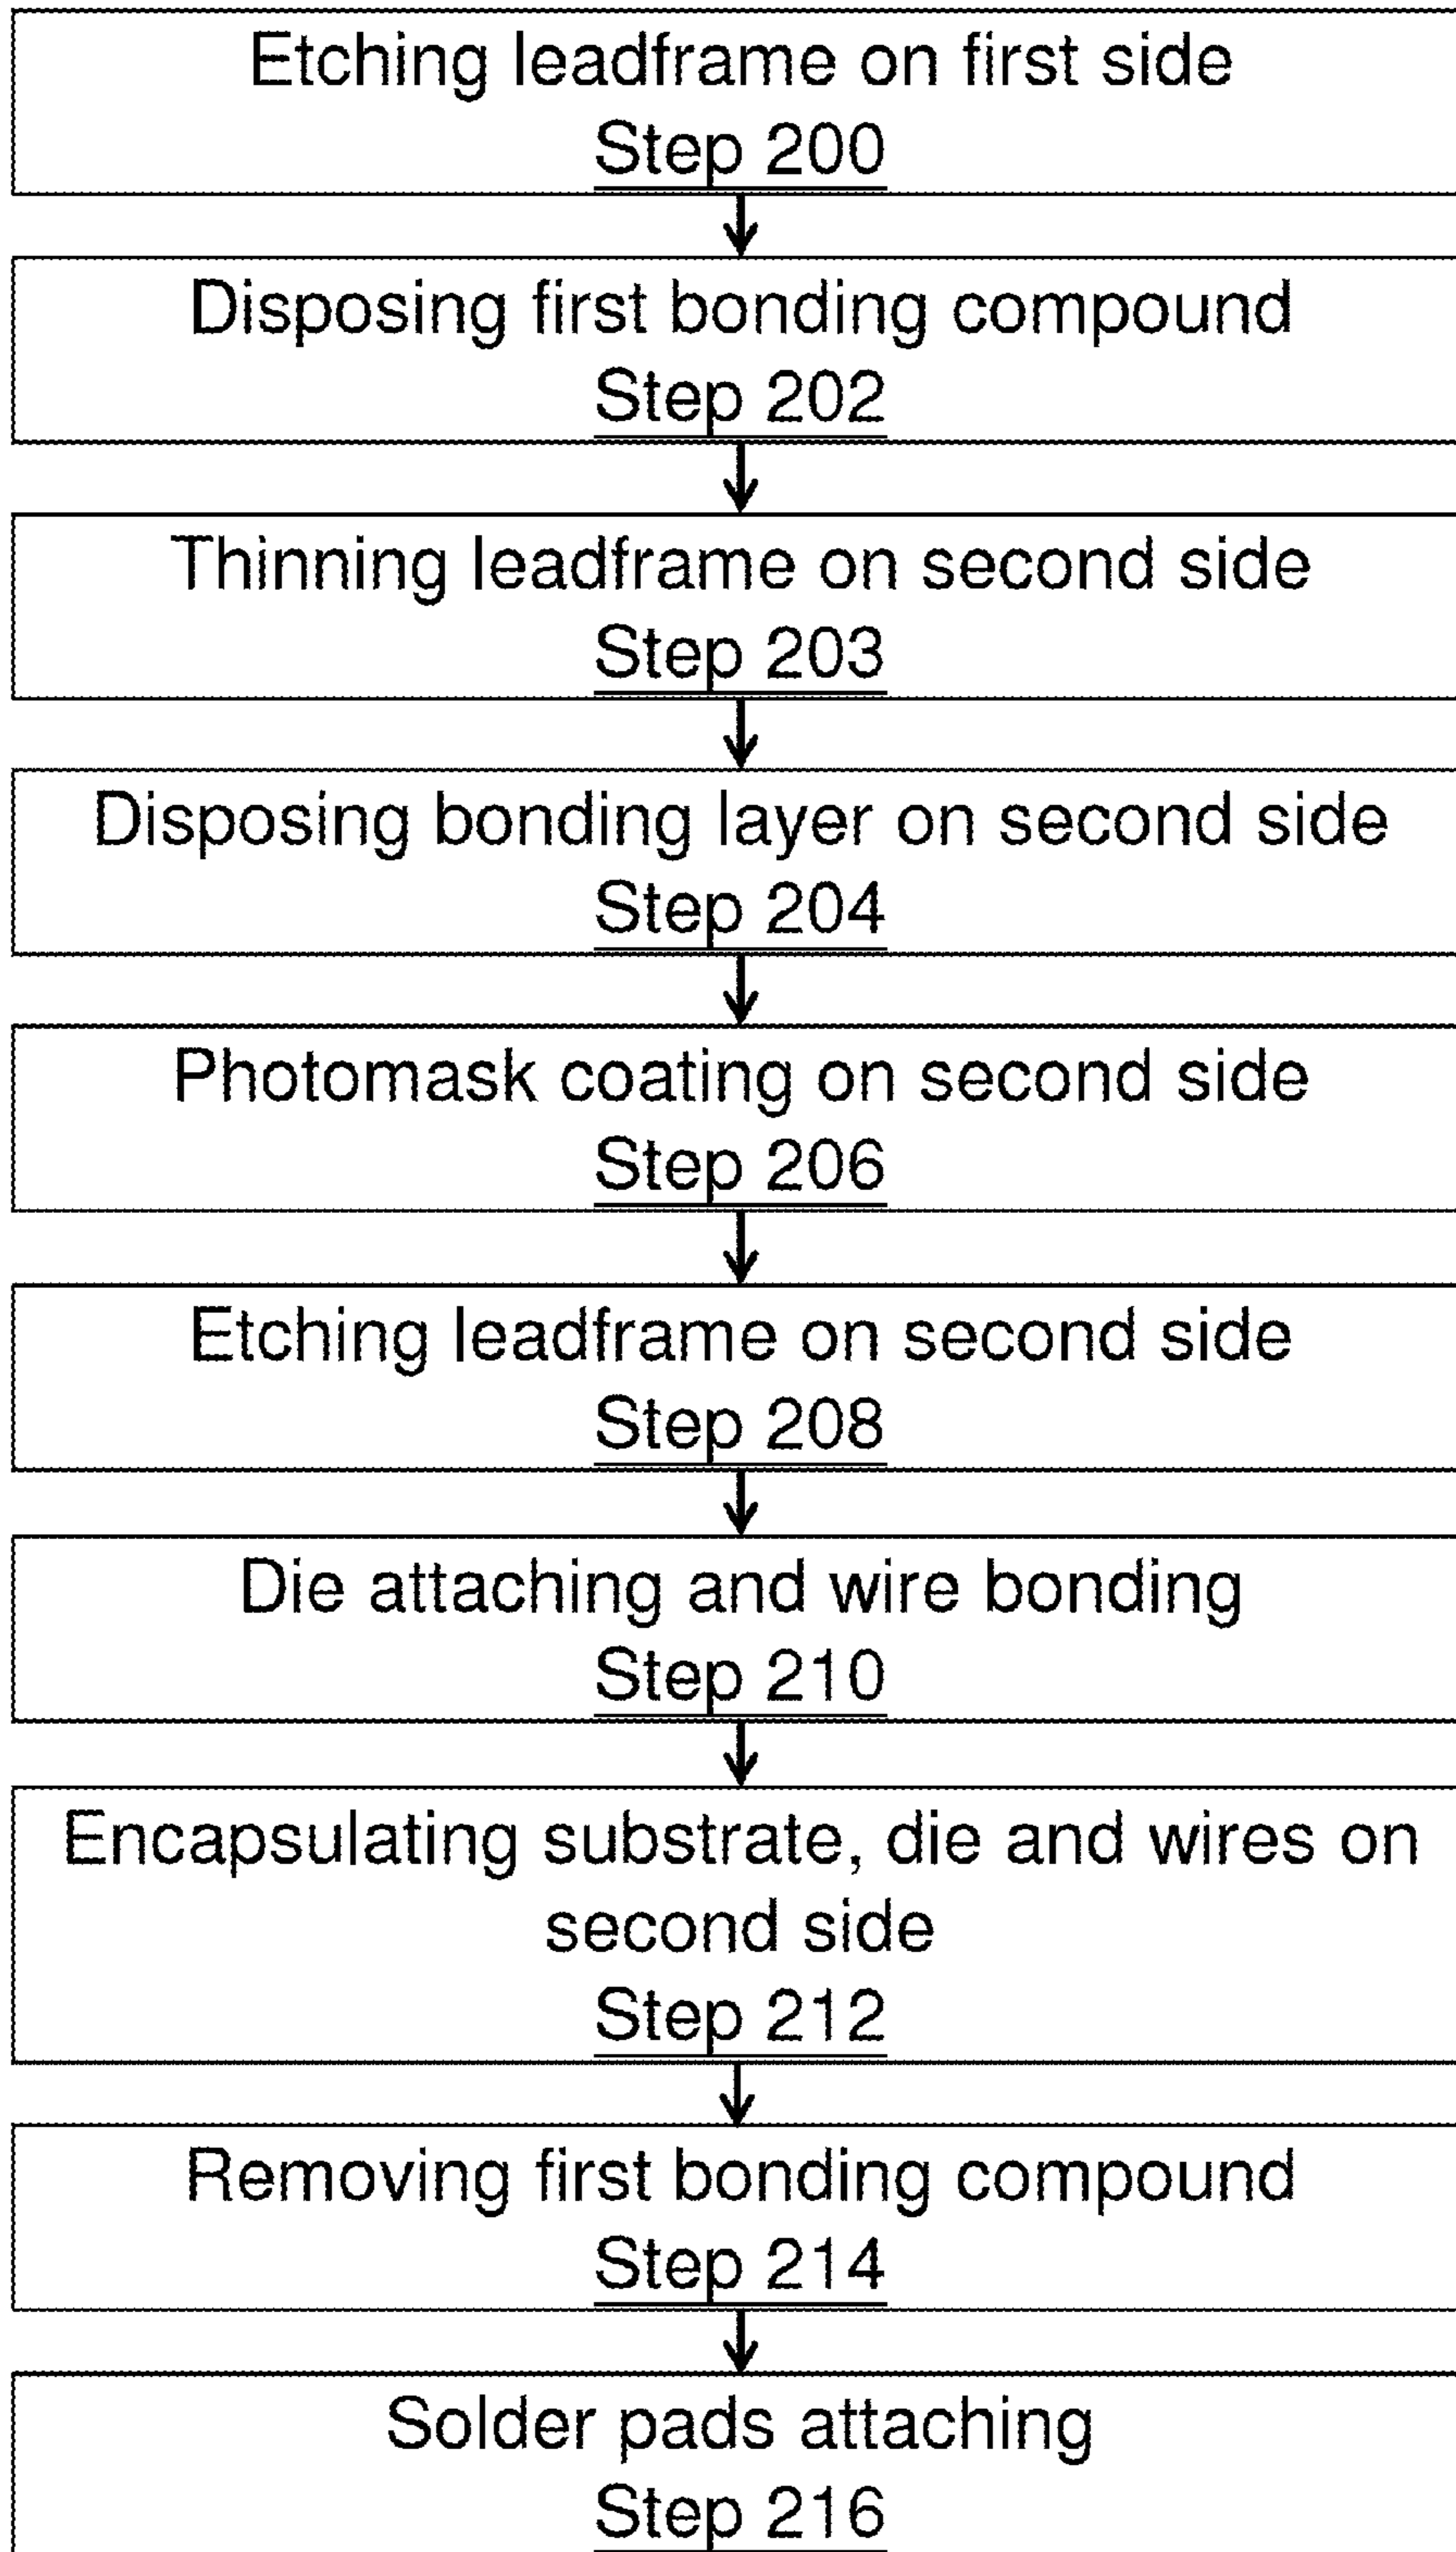 Etching leadframe on first side
Step 200
Disposing first bonding compound
Step 202
Thinning leadframe on second side
Step 203
Disposing bonding layer on second side
Step 204
Photomask coating on second side
Step 206
Etching leadframe on second side
Step 208
Die attaching and wire bonding
Step 210
Encapsulating substrate, die and wires on
second side
Step 212
Removing first bonding compound
Step 214
Solder pads attaching
Step 216